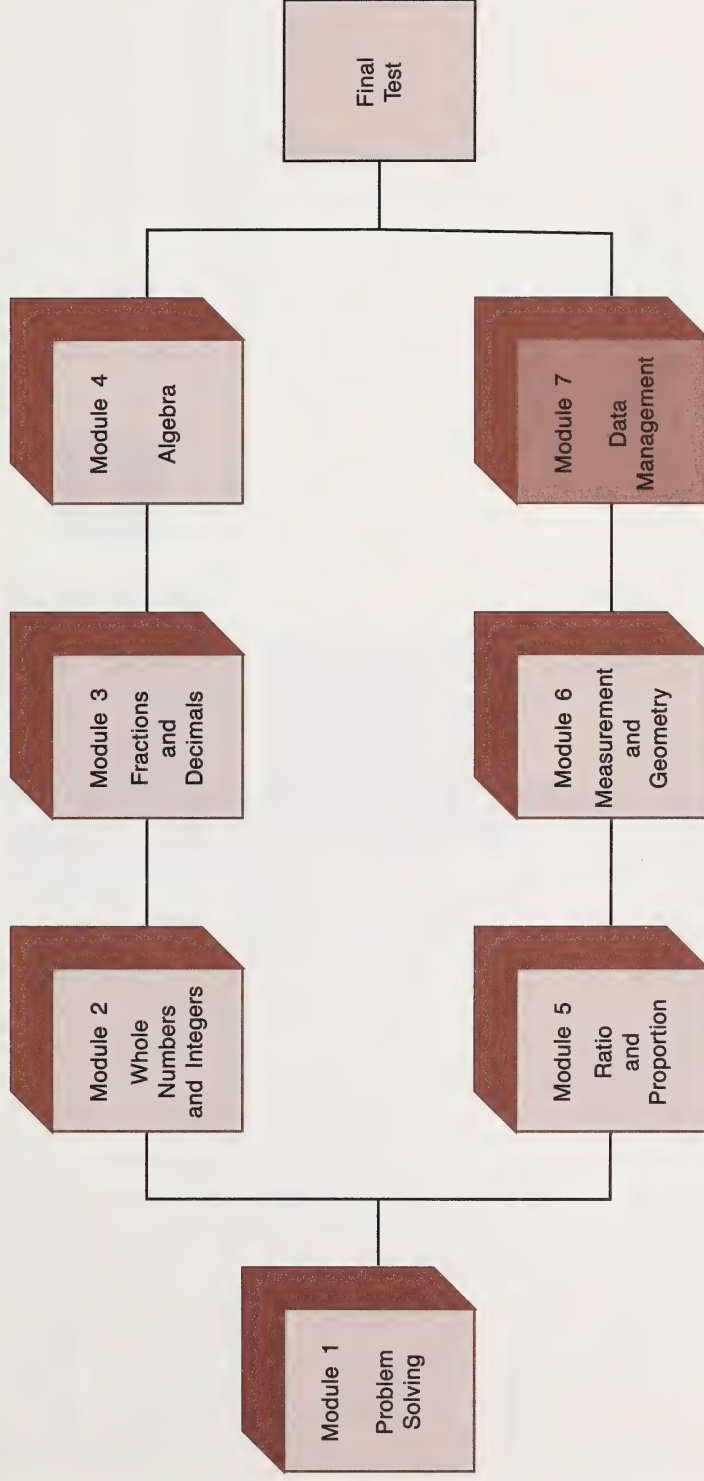 Module 1
Problem
Solving
Module 2
Whole
Numbers
and Integers
Module 3
Fractions
and
Decimals
Module 4
Algebra
Module 5
Ratio
and
Proportion
Module 6
Measurement
and
Geometry
Module 7
Data
Management
Final
Test